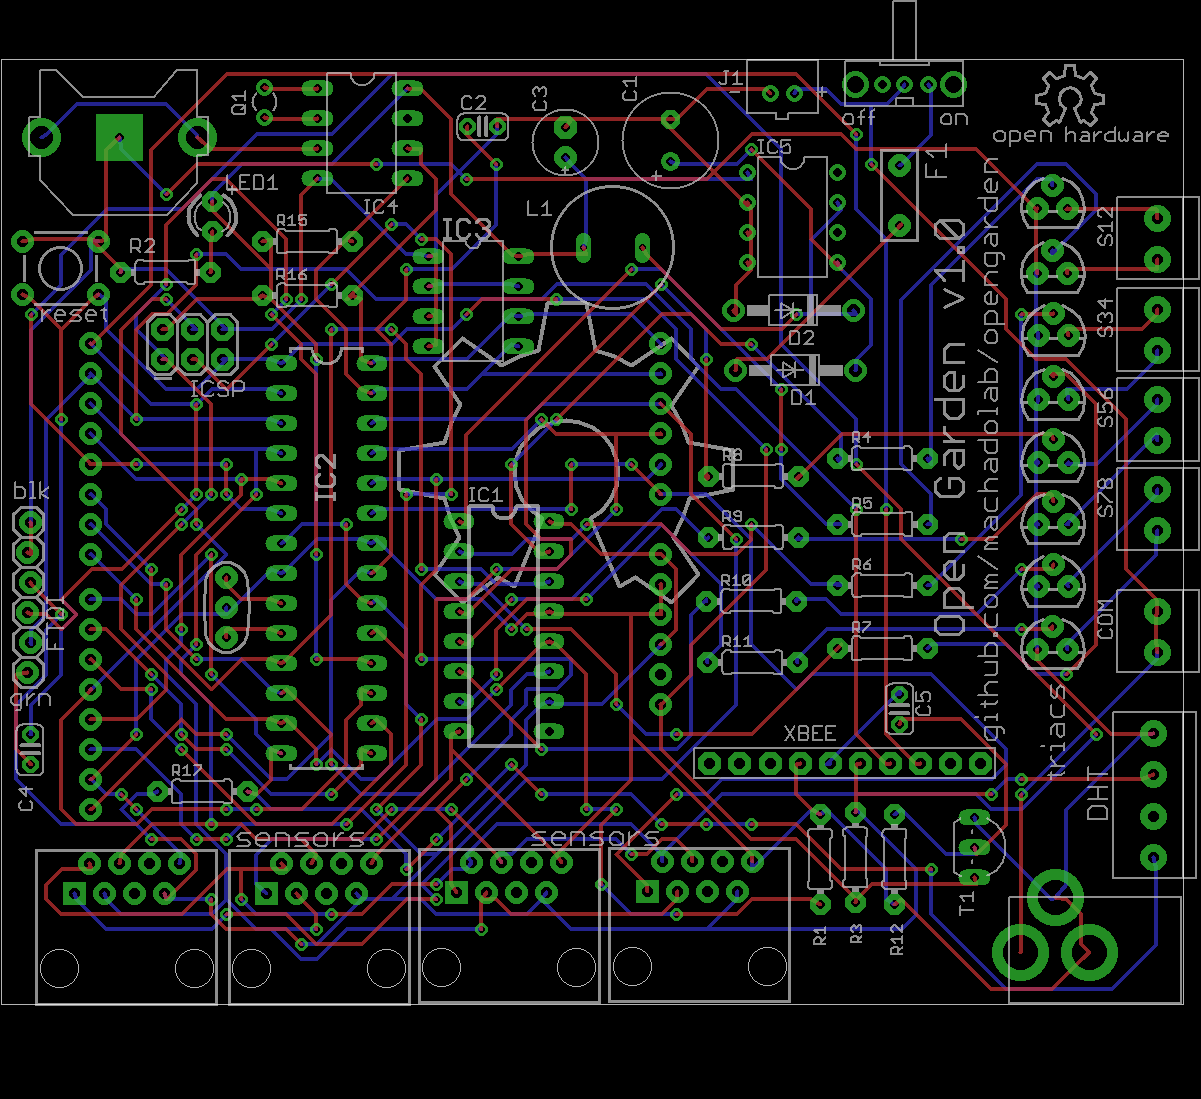 J1
+
off
on
open hardware
Q1
C2
C3
C1
+
IC5
F1
LED1
+
IC4
R15
IC3
L1
S12
R2
R16
reset
S34
D2
ICSP
D1
S56
IC2
R4
R8
S78
blk
IC1
R5
R9
open Garden v1.0
github.com/machadolab/opengarden
FTDI
R6
R10
COM
R7
R11
grn
C5
triacs
XBEE
C4
R17
DHT
sensors
sensors
T1
R1
R3
R12